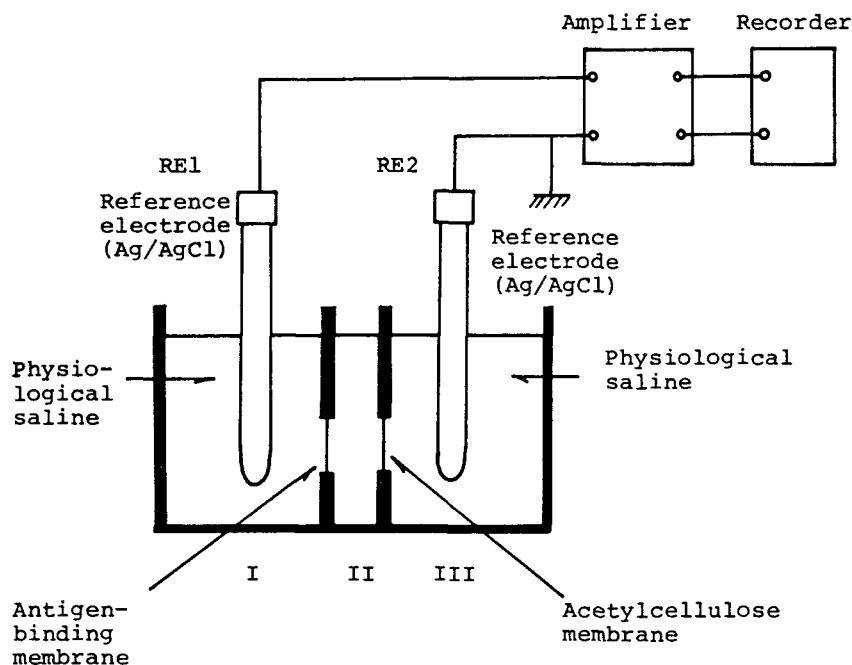 Amplifier
Recorder
RE1
Reference
electrode
(Ag/AgCl)
RE2
Reference
electrode
(Ag/AgCl)
Physio-
logical
saline
Physiological
saline
I
II
III
Antigen-
binding
membrane
Acetylcellulose
membrane